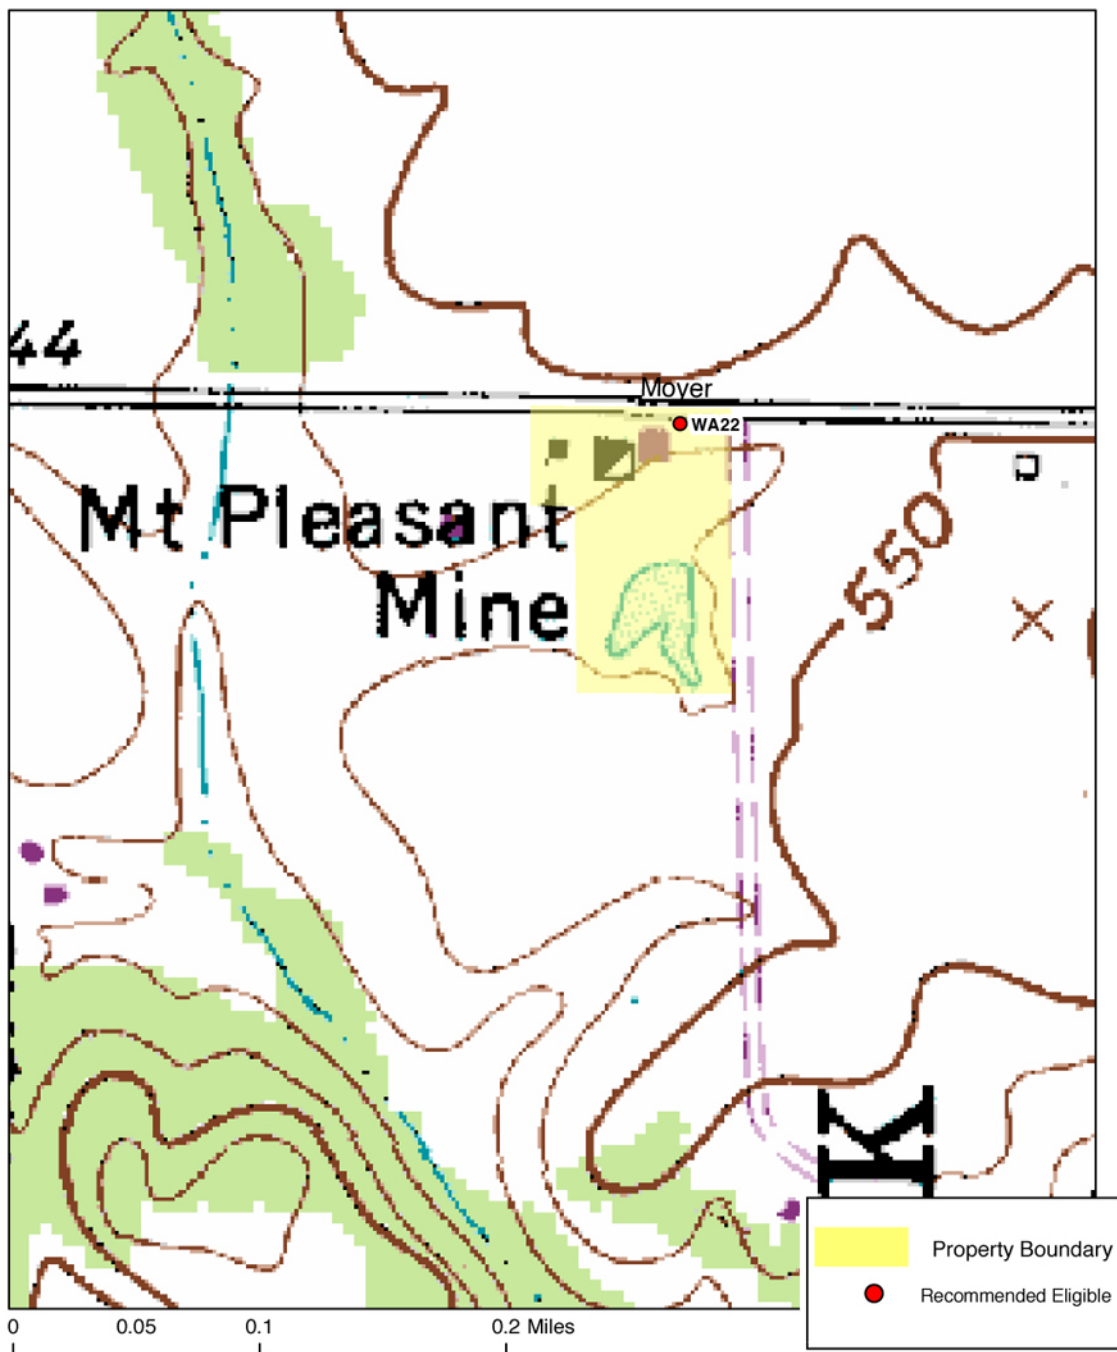 44
Moyer
WA22
Mt Pleasant
Mine
550
K
Property Boundary
Recommended Eligible
0 0.05 0.1 0.2 Miles